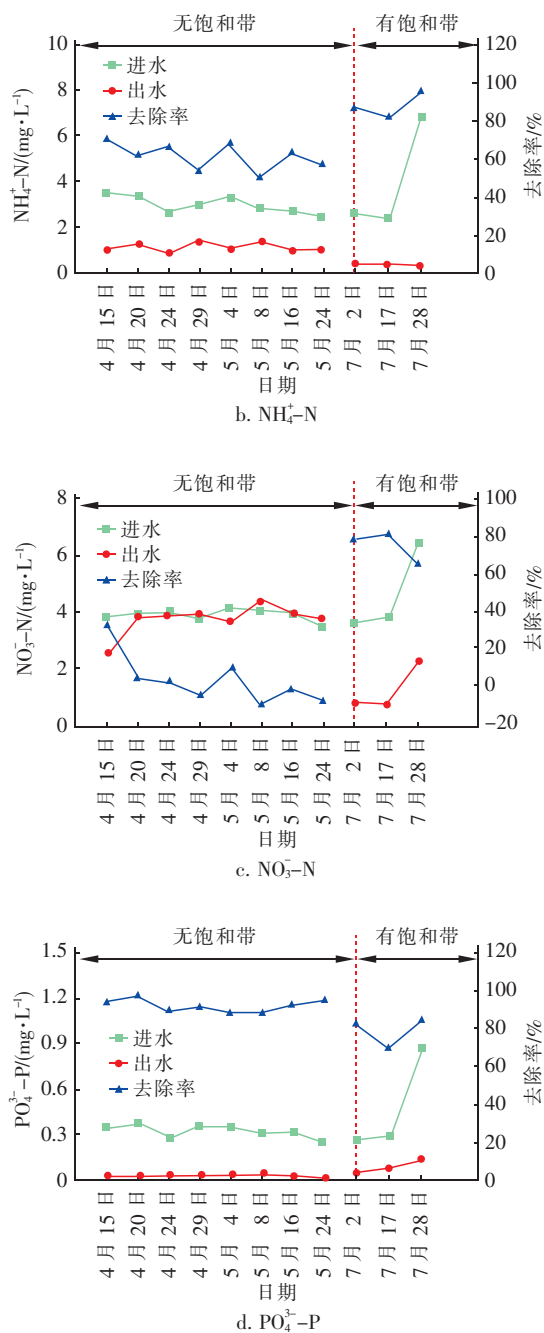 无饱和带 有饱和带
10 120
进水
出水
去除率
8 100
6 80
60
4 40
2 20
0 0
NH₄⁺-N/(mg·L⁻¹)
去除率/%
4月15日 4月20日 4月24日 4月29日 5月4日 5月8日 5月16日 5月24日 7月2日 7月17日 7月28日
日期
b. NH₄⁺-N
无饱和带 有饱和带
8 100
进水
出水
去除率
6 80
60
4 40
20
2 0
0 -20
NO₃⁻-N/(mg·L⁻¹)
去除率/%
4月15日 4月20日 4月24日 4月29日 5月4日 5月8日 5月16日 5月24日 7月2日 7月17日 7月28日
日期
c. NO₃⁻-N
无饱和带 有饱和带
1.5 120
1.2 100
0.9 80
进水
出水
去除率
0.6 60
40
0.3 20
0 0
PO₄³⁻-P/(mg·L⁻¹)
去除率/%
4月15日 4月20日 4月24日 4月29日 5月4日 5月8日 5月16日 5月24日 7月2日 7月17日 7月28日
日期
d. PO₄³⁻-P